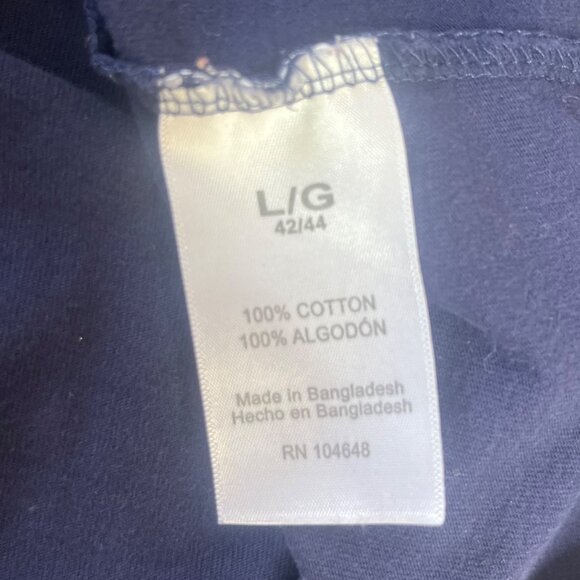 L/G
42/44
100% COTTON
100% ALGODÓN
Made in Bangladesh
Hecho en Bangladesh
RN 104648